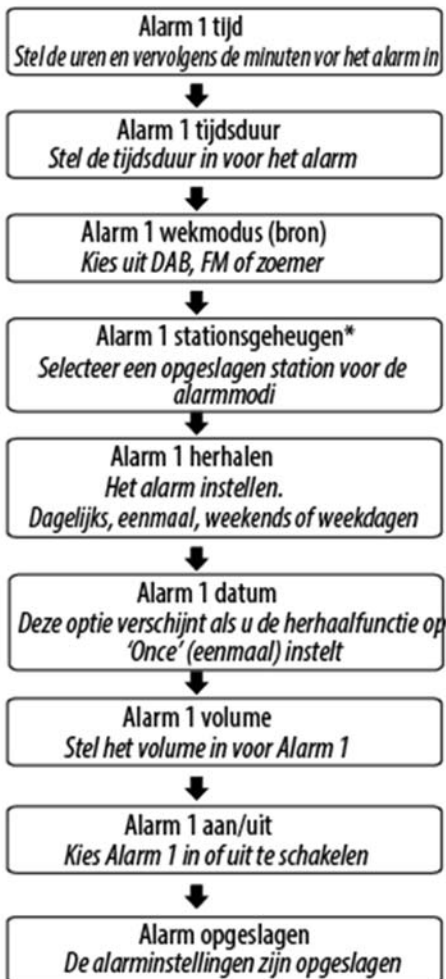 Alarm 1 tijd
Stel de uren en vervolgens de minuten vor het alarm in
Alarm 1 tijdsduur
Stel de tijdsduur in voor het alarm
Alarm 1 wekmodus (bron)
Kies uit DAB, FM of zoemer
Alarm 1 stationsgeheugen*
Selecteer een opgeslagen station voor de
alarmmodi
Alarm 1 herhalen
Het alarm instellen.
Dagelijks, eenmaal, weekends of weekdagen
Alarm 1 datum
Deze optie verschijnt als u de herhaalfunctie op
‘Once’ (eenmaal) instelt
Alarm 1 volume
Stel het volume in voor Alarm 1
Alarm 1 aan/uit
Kies Alarm 1 in of uit te schakelen
Alarm opgeslagen
De alarminstellingen zijn opgeslagen